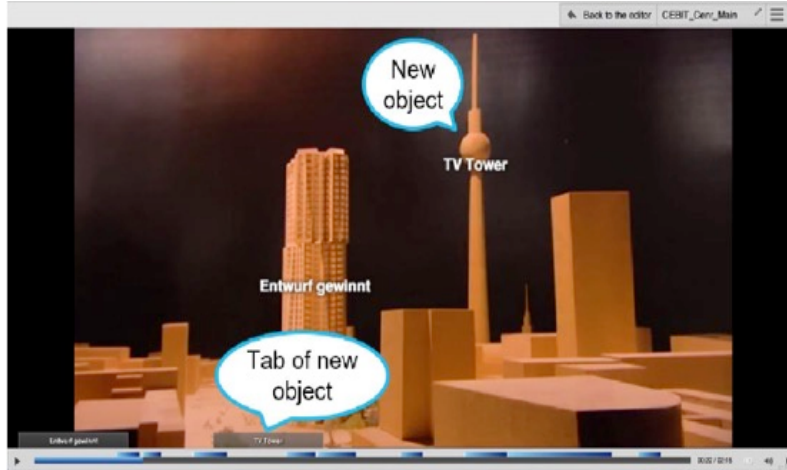 Back to the editor
CEBIT_Cenr_Main
New
object
TV Tower
Entwurf gewinnt
Tab of new
object
Entwurf gewinnt
TV Tower